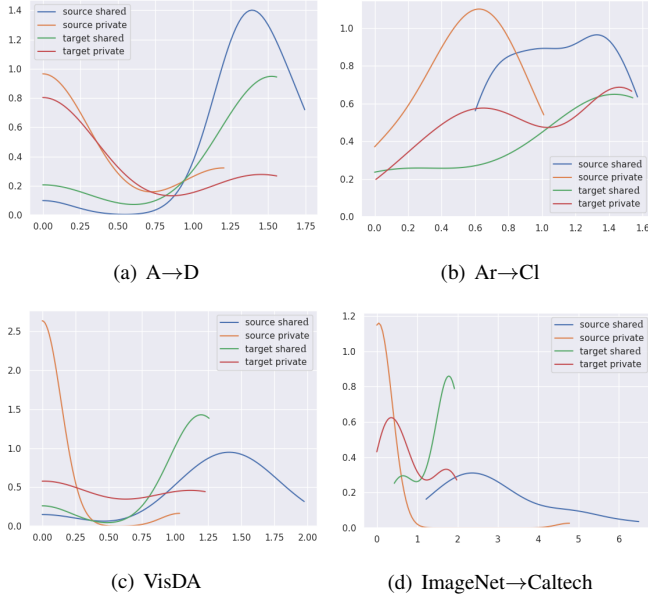 1.4
1.2
1.0
0.8
0.6
0.4
0.2
0.0
0.00 0.25 0.50 0.75 1.00 1.25 1.50 1.75
source shared
source private
target shared
target private
(a) A→D
1.0
0.8
0.6
0.4
0.2
0.0
0.0 0.2 0.4 0.6 0.8 1.0 1.2 1.4 1.6
source shared
source private
target shared
target private
(b) Ar→Cl
2.5
2.0
1.5
1.0
0.5
0.0
0.00 0.25 0.50 0.75 1.00 1.25 1.50 1.75 2.00
source shared
source private
target shared
target private
(c) VisDA
1.2
1.0
0.8
0.6
0.4
0.2
0.0
0 1 2 3 4 5 6
source shared
source private
target shared
target private
(d) ImageNet→Caltech